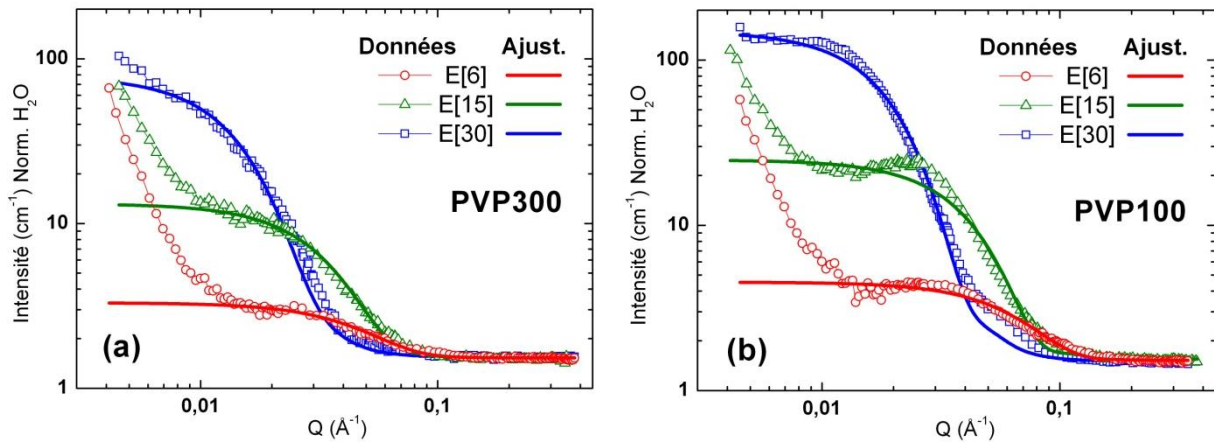 Données Ajust.
E[6]
E[15]
E[30]
PVP300
(a)
100
10
1
0,01 0,1
Q (Å⁻¹)
Intensité (cm⁻¹) Norm. H₂O
Données Ajust.
E[6]
E[15]
E[30]
PVP100
(b)
100
10
1
0,01 0,1
Q (Å⁻¹)
Intensité (cm⁻¹) Norm. H₂O